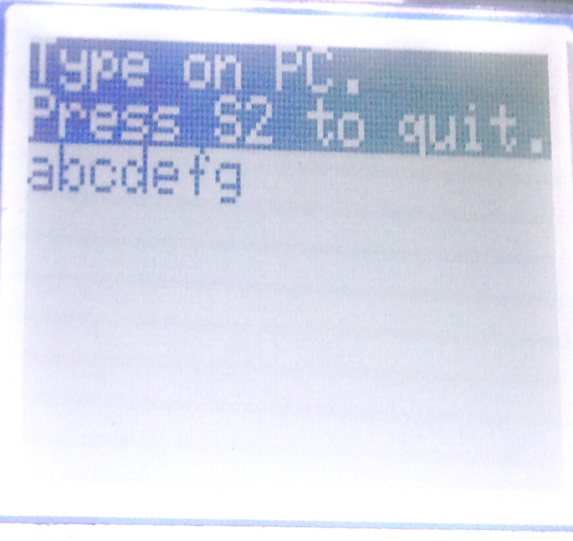 Type on PC.
Press S2 to quit.
abcdefg